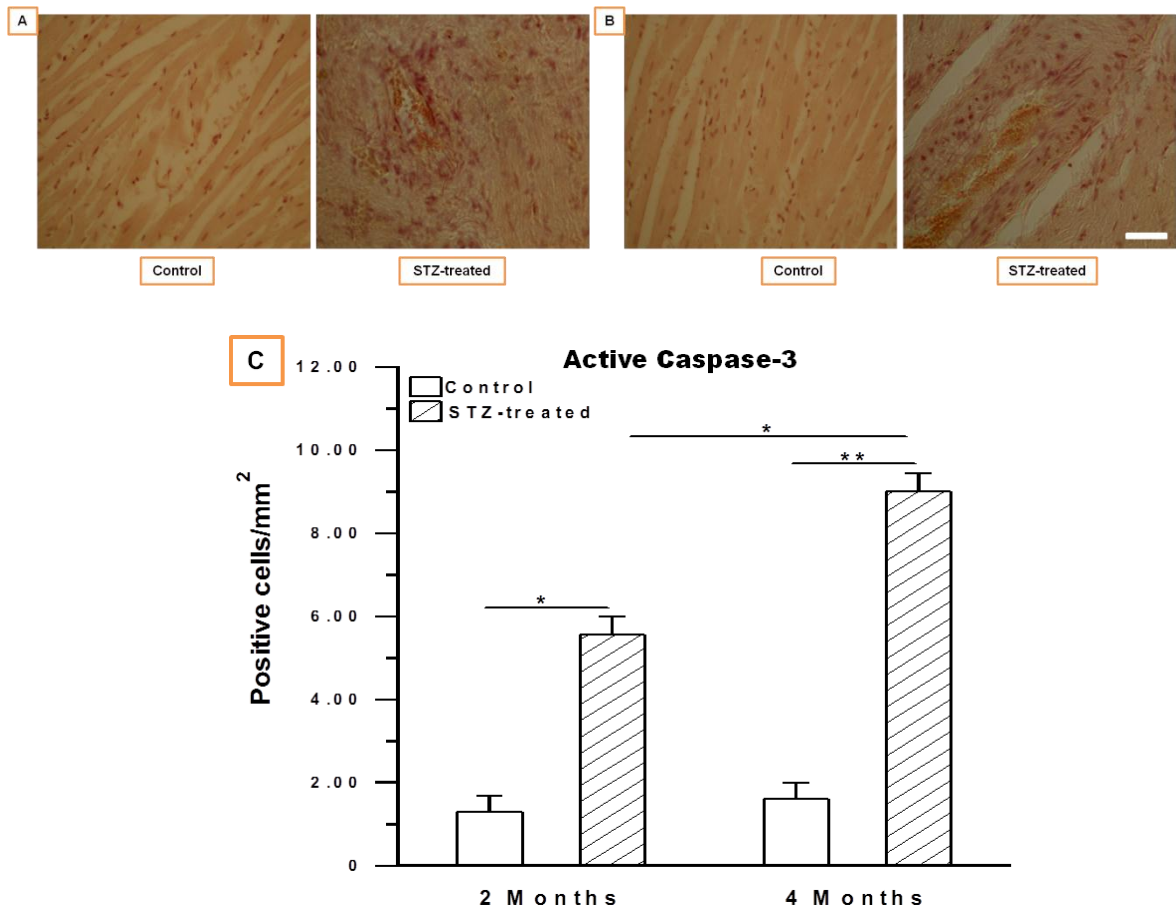 A
B
Control
STZ-treated
Control
STZ-treated
C
Active Caspase-3
Control
STZ-treated
Positive cells/mm²
12.00
10.00
8.00
6.00
4.00
2.00
0
*
*
**
2 Months
4 Months